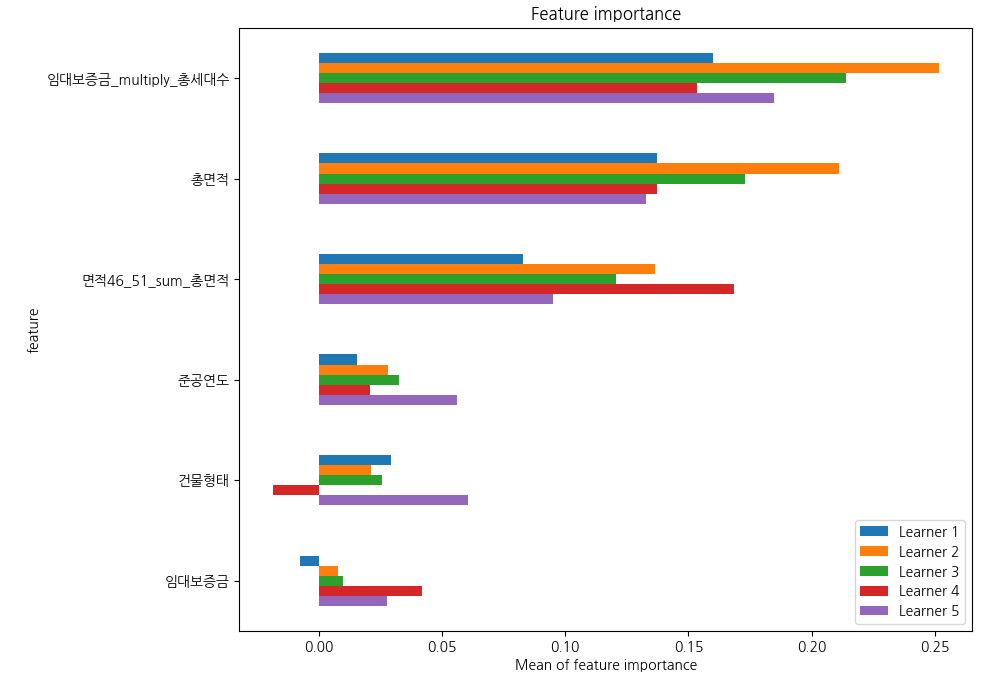 Feature importance
임대보증금_multiply_총세대수
총면적
면적46_51_sum_총면적
feature
준공연도
건물형태
임대보증금
Learner 1
Learner 2
Learner 3
Learner 4
Learner 5
0.00 0.05 0.10 0.15 0.20 0.25
Mean of feature importance